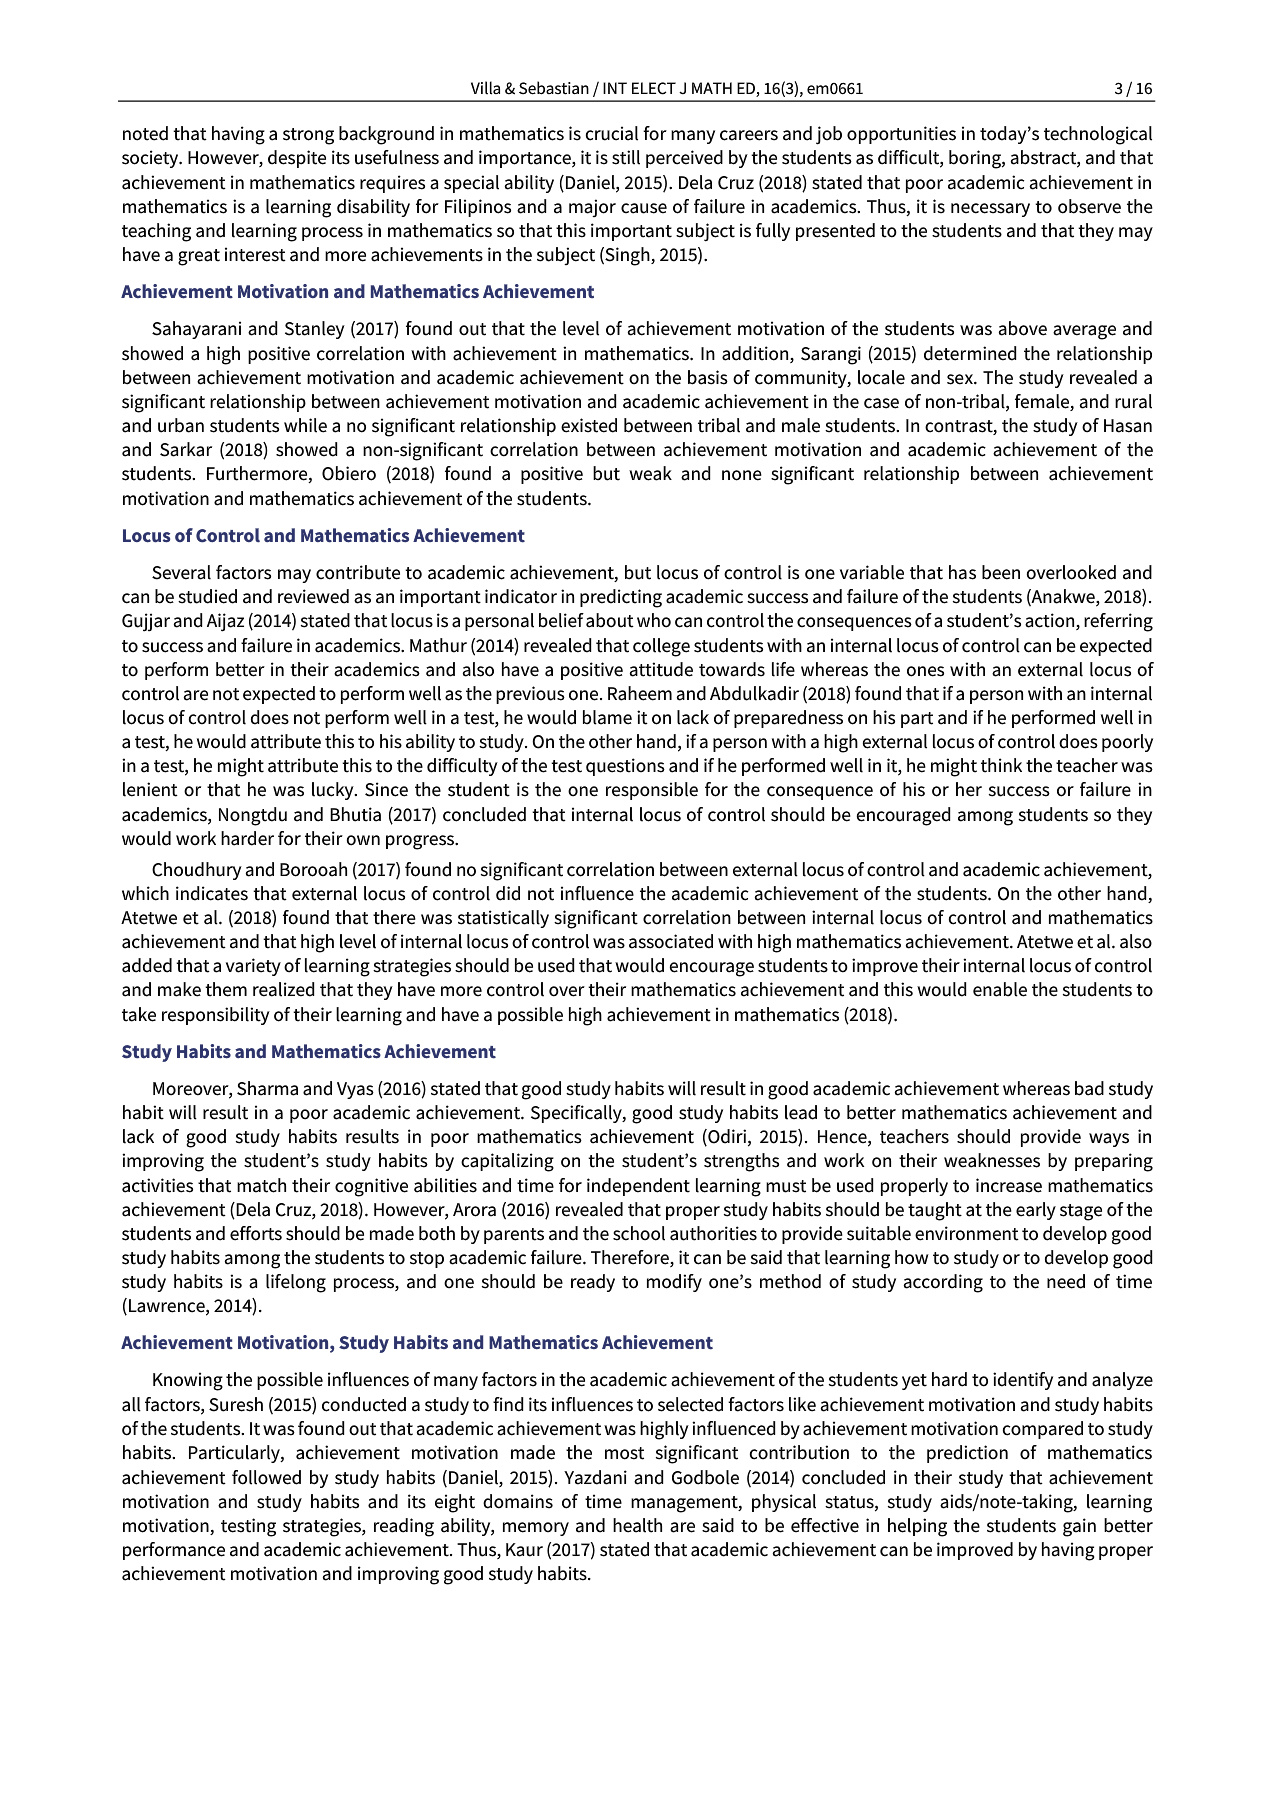 Villa & Sebastian / INT ELECT J MATH ED, 16(3), em0661
3 / 16
noted that having a strong background in mathematics is crucial for many careers and job opportunities in today’s technological
society. However, despite its usefulness and importance, it is still perceived by the students as difficult, boring, abstract, and that
achievement in mathematics requires a special ability (Daniel, 2015). Dela Cruz (2018) stated that poor academic achievement in
mathematics is a learning disability for Filipinos and a major cause of failure in academics. Thus, it is necessary to observe the
teaching and learning process in mathematics so that this important subject is fully presented to the students and that they may
have a great interest and more achievements in the subject (Singh, 2015).
Achievement Motivation and Mathematics Achievement
Sahayarani and Stanley (2017) found out that the level of achievement motivation of the students was above average and
showed a high positive correlation with achievement in mathematics. In addition, Sarangi (2015) determined the relationship
between achievement motivation and academic achievement on the basis of community, locale and sex. The study revealed a
significant relationship between achievement motivation and academic achievement in the case of non-tribal, female, and rural
and urban students while a no significant relationship existed between tribal and male students. In contrast, the study of Hasan
and Sarkar (2018) showed a non-significant correlation between achievement motivation and academic achievement of the
students. Furthermore, Obiero (2018) found a positive but weak and none significant relationship between achievement
motivation and mathematics achievement of the students.
Locus of Control and Mathematics Achievement
Several factors may contribute to academic achievement, but locus of control is one variable that has been overlooked and
can be studied and reviewed as an important indicator in predicting academic success and failure of the students (Anakwe, 2018).
Gujjar and Aijaz (2014) stated that locus is a personal belief about who can control the consequences of a student’s action, referring
to success and failure in academics. Mathur (2014) revealed that college students with an internal locus of control can be expected
to perform better in their academics and also have a positive attitude towards life whereas the ones with an external locus of
control are not expected to perform well as the previous one. Raheem and Abdulkadir (2018) found that if a person with an internal
locus of control does not perform well in a test, he would blame it on lack of preparedness on his part and if he performed well in
a test, he would attribute this to his ability to study. On the other hand, if a person with a high external locus of control does poorly
in a test, he might attribute this to the difficulty of the test questions and if he performed well in it, he might think the teacher was
lenient or that he was lucky. Since the student is the one responsible for the consequence of his or her success or failure in
academics, Nongtdu and Bhutia (2017) concluded that internal locus of control should be encouraged among students so they
would work harder for their own progress.
Choudhury and Borooah (2017) found no significant correlation between external locus of control and academic achievement,
which indicates that external locus of control did not influence the academic achievement of the students. On the other hand,
Atetwe et al. (2018) found that there was statistically significant correlation between internal locus of control and mathematics
achievement and that high level of internal locus of control was associated with high mathematics achievement. Atetwe et al. also
added that a variety of learning strategies should be used that would encourage students to improve their internal locus of control
and make them realized that they have more control over their mathematics achievement and this would enable the students to
take responsibility of their learning and have a possible high achievement in mathematics (2018).
Study Habits and Mathematics Achievement
Moreover, Sharma and Vyas (2016) stated that good study habits will result in good academic achievement whereas bad study
habit will result in a poor academic achievement. Specifically, good study habits lead to better mathematics achievement and
lack of good study habits results in poor mathematics achievement (Odiri, 2015). Hence, teachers should provide ways in
improving the student’s study habits by capitalizing on the student’s strengths and work on their weaknesses by preparing
activities that match their cognitive abilities and time for independent learning must be used properly to increase mathematics
achievement (Dela Cruz, 2018). However, Arora (2016) revealed that proper study habits should be taught at the early stage of the
students and efforts should be made both by parents and the school authorities to provide suitable environment to develop good
study habits among the students to stop academic failure. Therefore, it can be said that learning how to study or to develop good
study habits is a lifelong process, and one should be ready to modify one’s method of study according to the need of time
(Lawrence, 2014).
Achievement Motivation, Study Habits and Mathematics Achievement
Knowing the possible influences of many factors in the academic achievement of the students yet hard to identify and analyze
all factors, Suresh (2015) conducted a study to find its influences to selected factors like achievement motivation and study habits
of the students. It was found out that academic achievement was highly influenced by achievement motivation compared to study
habits. Particularly, achievement motivation made the most significant contribution to the prediction of mathematics
achievement followed by study habits (Daniel, 2015). Yazdani and Godbole (2014) concluded in their study that achievement
motivation and study habits and its eight domains of time management, physical status, study aids/note-taking, learning
motivation, testing strategies, reading ability, memory and health are said to be effective in helping the students gain better
performance and academic achievement. Thus, Kaur (2017) stated that academic achievement can be improved by having proper
achievement motivation and improving good study habits.